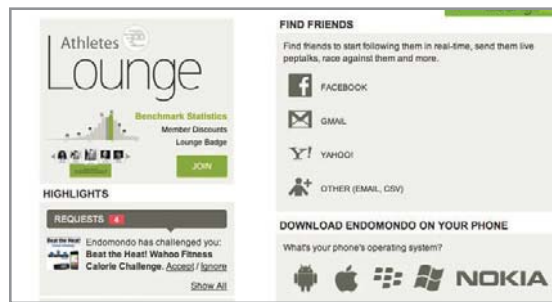 Athletes
Lounge
Benchmark Statistics
Member Discounts
Lounge Badge
JOIN
HIGHLIGHTS
REQUESTS 4
Beat the Heat!
Endomondo has challenged you:
Beat the Heat! Wahoo Fitness
Calorie Challenge. Accept / Ignore
Show All
FIND FRIENDS
Find friends to start following them in real-time, send them live
peptalks, race against them and more.
FACEBOOK
GMAIL
YAHOO!
OTHER (EMAIL, CSV)
DOWNLOAD ENDOMONDO ON YOUR PHONE
What's your phone's operating system?
NOKIA